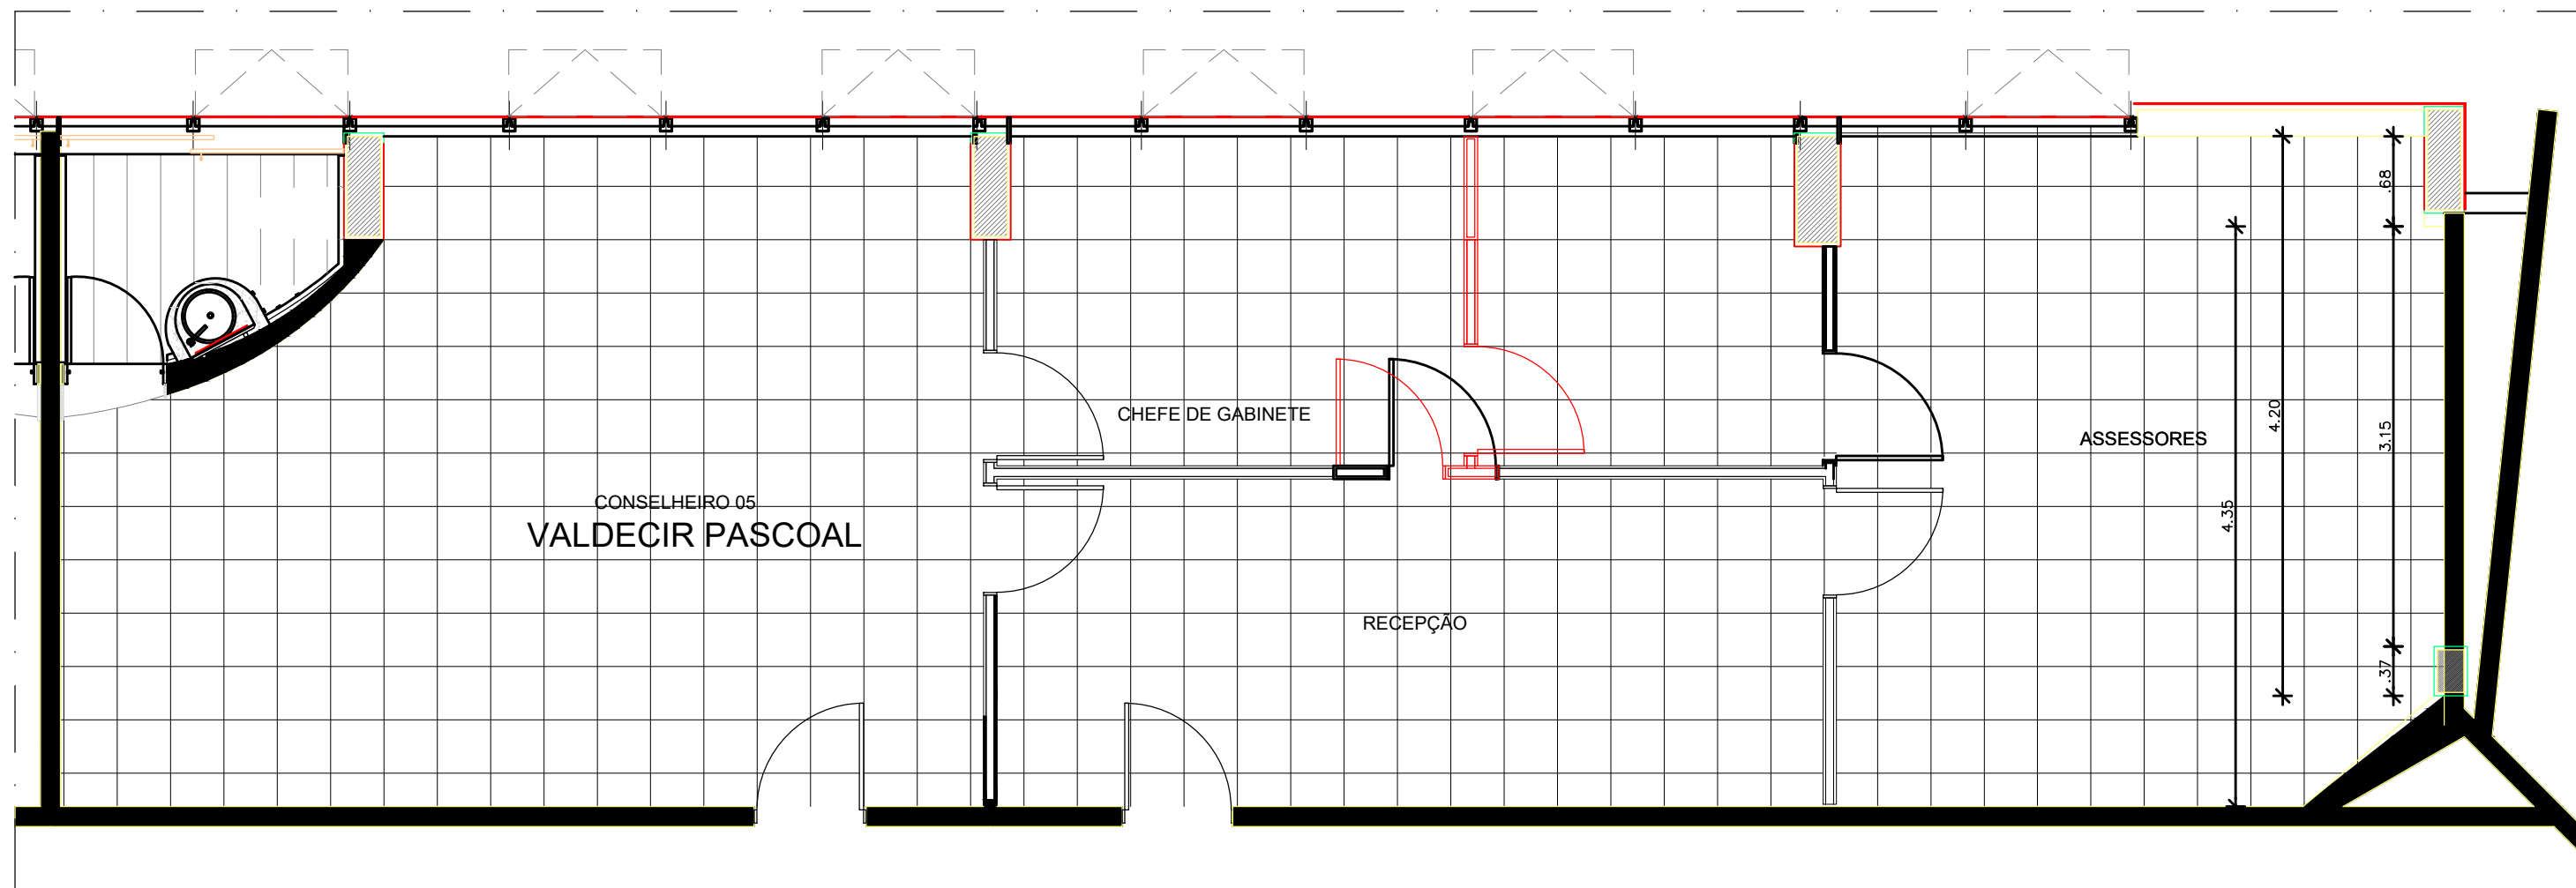 CHEFE DE GABINETE
ASSESSORES
CONSELHEIRO 05
VALDECIR PASCOAL
RECEPÇÃO
.68
4.20
3.15
4.35
.37